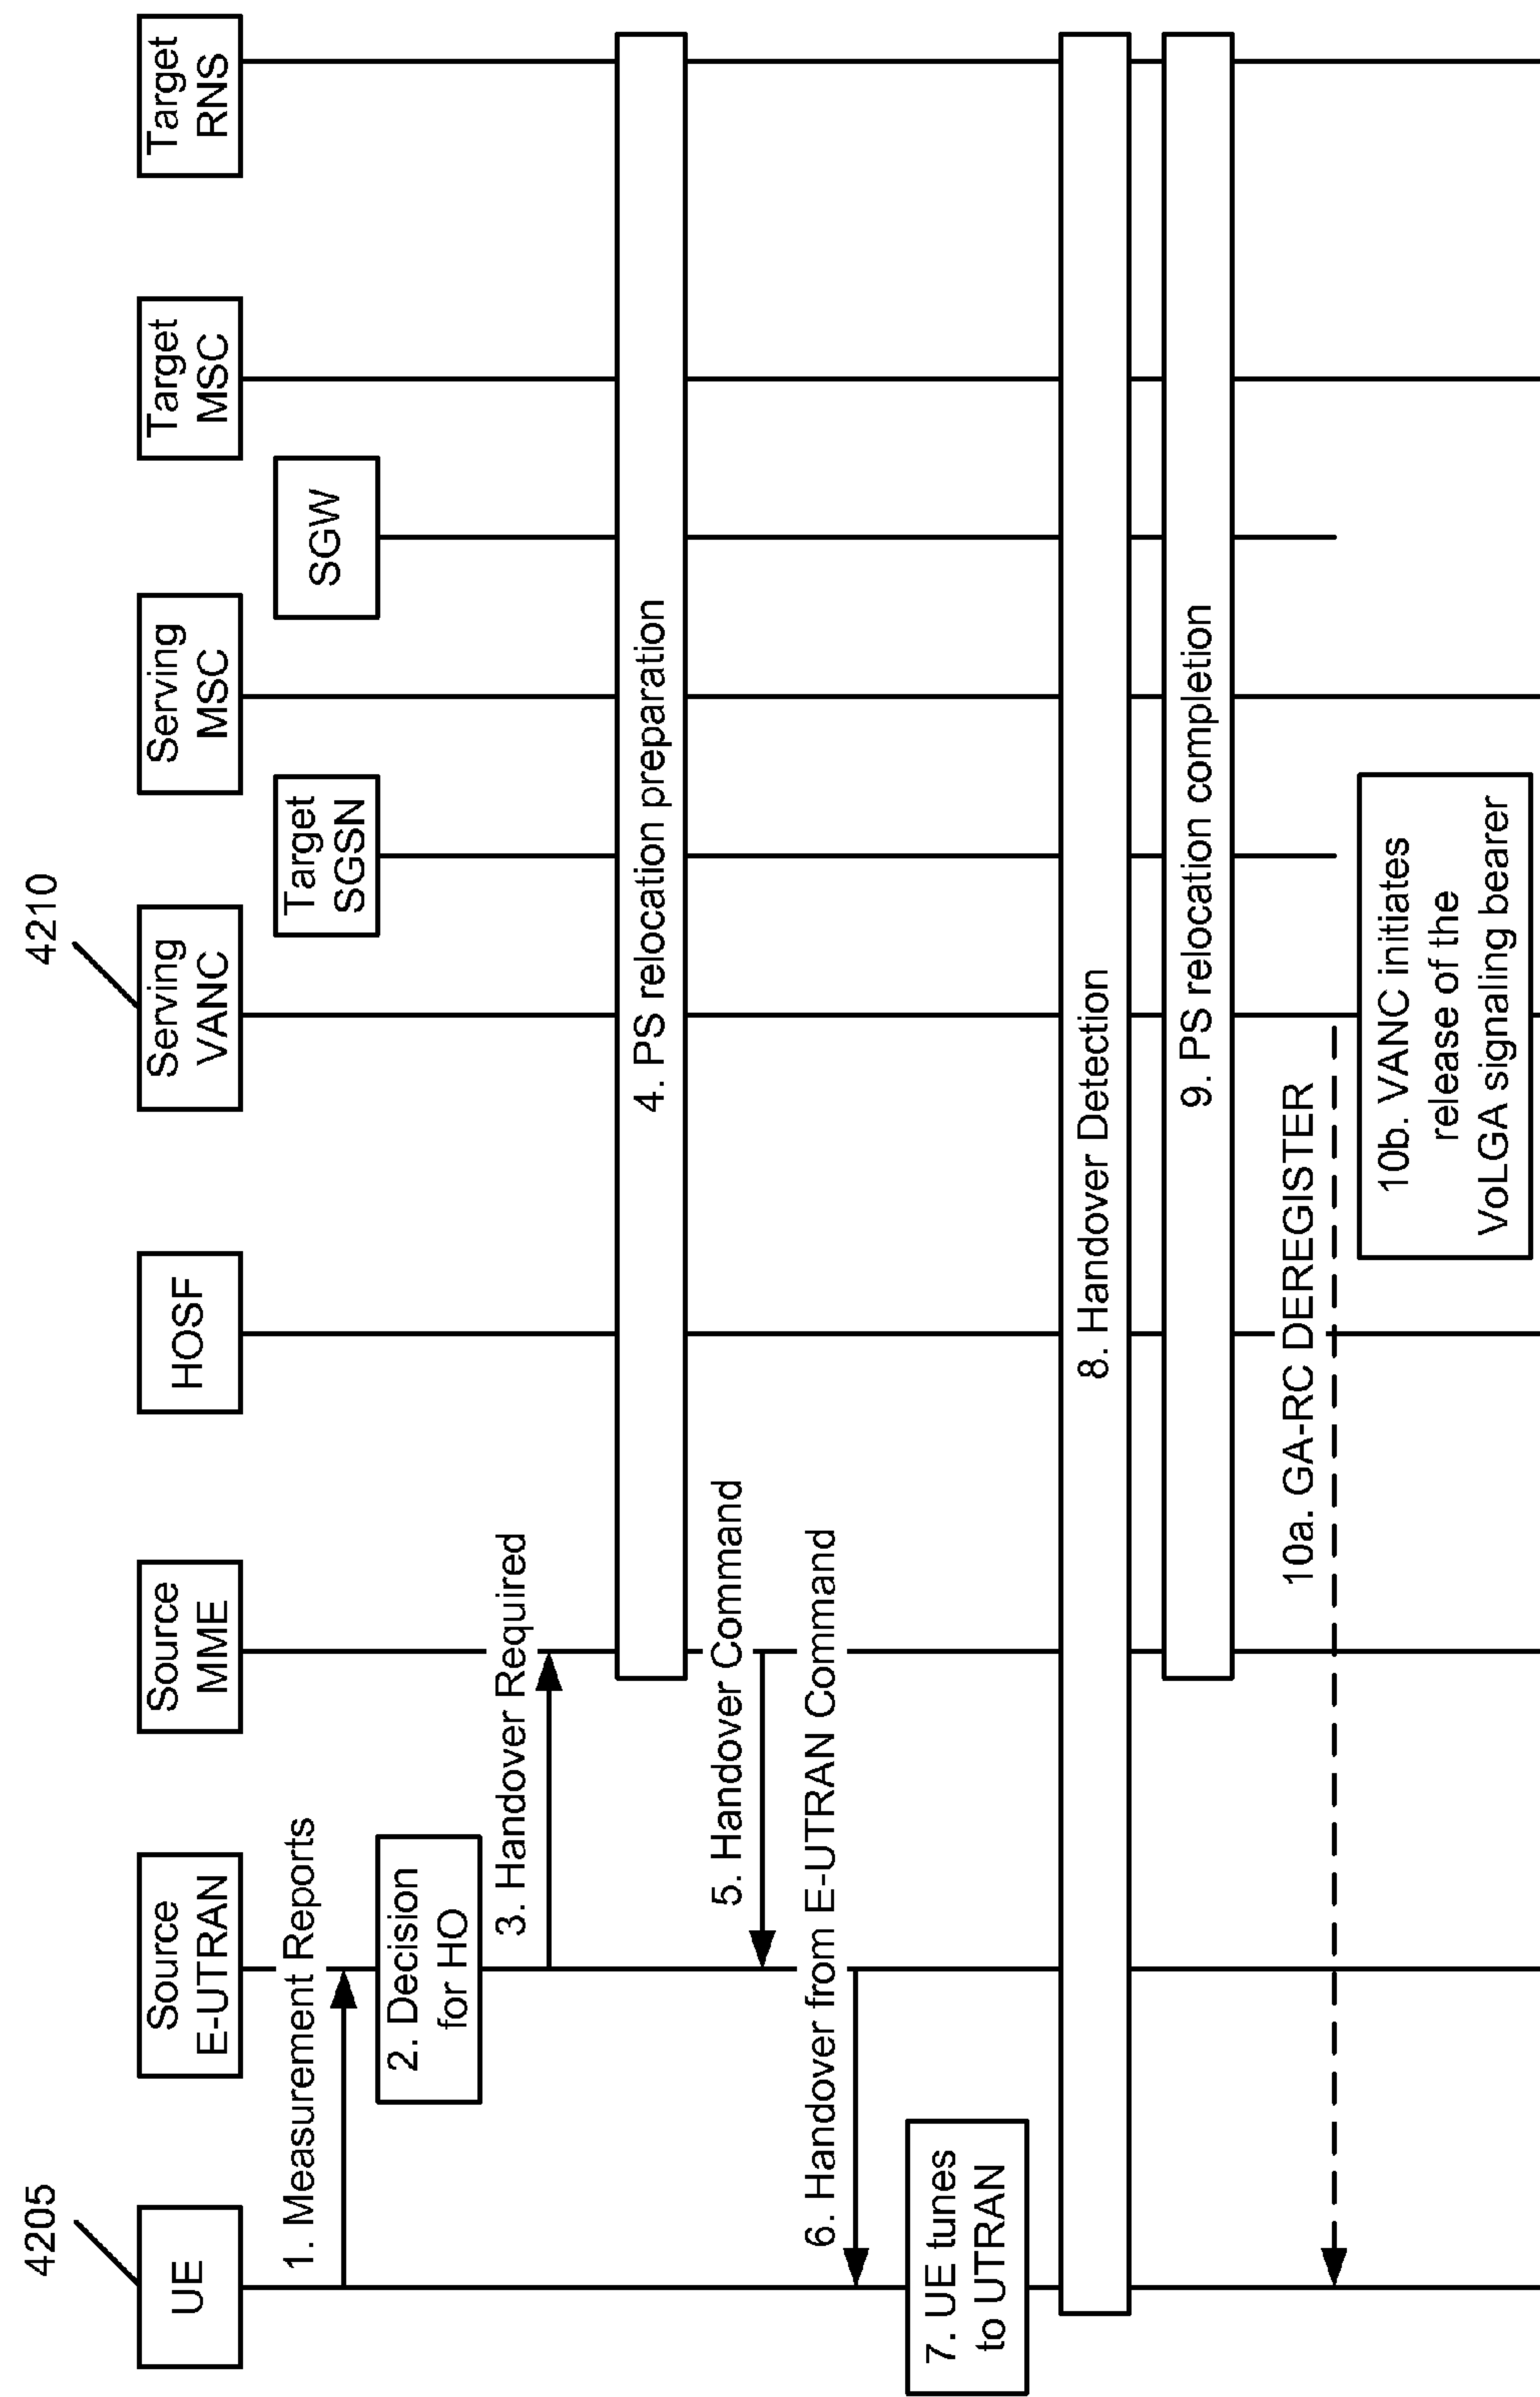 4205
4210
UE
Source
E-UTRAN
Source
MME
HOSF
Serving
VANC
Serving
MSC
Target
MSC
Target
RNS
Target
SGSN
SGW
1. Measurement Reports
2. Decision
for HO
3. Handover Required
4. PS relocation preparation
5. Handover Command
6. Handover from E-UTRAN Command
7. UE tunes
to UTRAN
8. Handover Detection
9. PS relocation completion
10a. GA-RC DEREGISTER
10b. VANC initiates
release of the
VoLGA signaling bearer